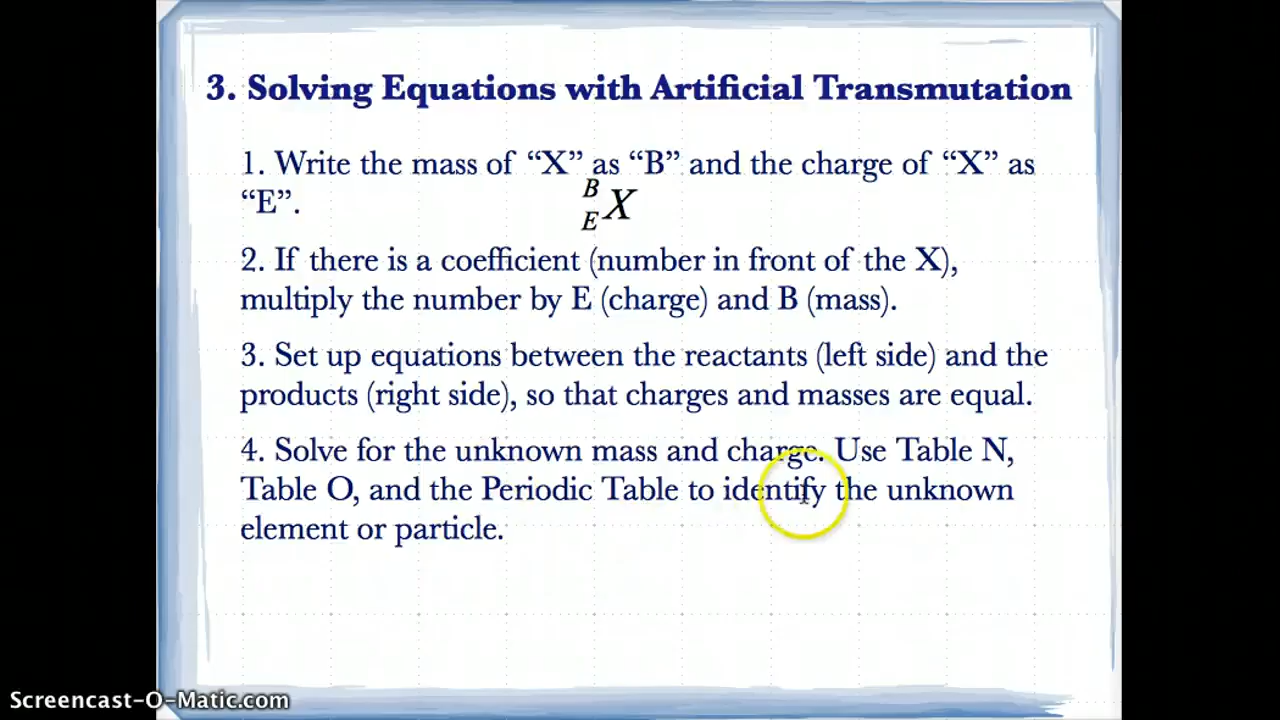 3. Solving Equations with Artificial Transmutation
1. Write the mass of “X” as “B” and the charge of “X” as
“E”.
B
E X
2. If there is a coefficient (number in front of the X),
multiply the number by E (charge) and B (mass).
3. Set up equations between the reactants (left side) and the
products (right side), so that charges and masses are equal.
4. Solve for the unknown mass and charge. Use Table N,
Table O, and the Periodic Table to identify the unknown
element or particle.
Screencast-O-Matic.com